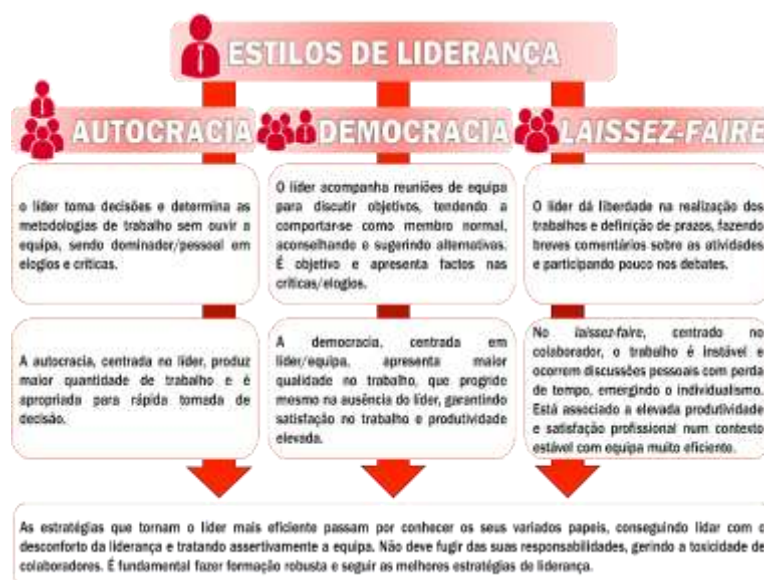 ESTILOS DE LIDERANÇA
AUTOCRACIA
o líder toma decisões e determina as
metodologias de trabalho sem ouvir a
equipa, sendo dominador/pessoal em
elogios e críticas.
A autocracia, centrada no líder, produz
maior quantidade de trabalho e é
apropriada para rápida tomada de
decisão.
DEMOCRACIA
O líder acompanha reuniões de equipa
para discutir objetivos, tendendo a
comportar-se como membro normal,
aconselhando e sugerindo alternativas.
É objetivo e apresenta factos nas
críticas/elogios.
A democracia, centrada em
líder/equipa, apresenta maior
qualidade no trabalho, que progride
mesmo na ausência do líder, garantindo
satisfação no trabalho e produtividade
elevada.
LAISSEZ-FAIRE
O líder dá liberdade na realização dos
trabalhos e definição de prazos, fazendo
breves comentários sobre as atividades
e participando pouco nos debates.
No laissez-faire, centrado no
colaborador, o trabalho é instável e
ocorrem discussões pessoais com perda
de tempo, emergindo o individualismo.
Está associado a elevada produtividade
e satisfação profissional num contexto
estável com equipa muito eficiente.
As estratégias que tornam o líder mais eficiente passam por conhecer os seus variados papeis, conseguindo lidar com o
desconforto da liderança e tratando assertivamente a equipa. Não deve fugir das suas responsabilidades, gerindo a toxicidade de
colaboradores. É fundamental fazer formação robusta e seguir as melhores estratégias de liderança.